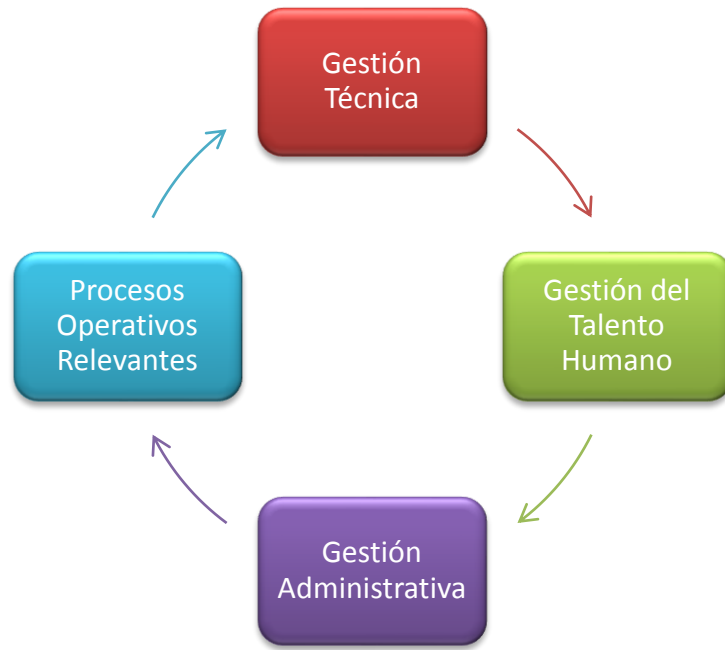 Gestión
Técnica
Gestión del
Talento
Humano
Gestión
Administrativa
Procesos
Operativos
Relevantes